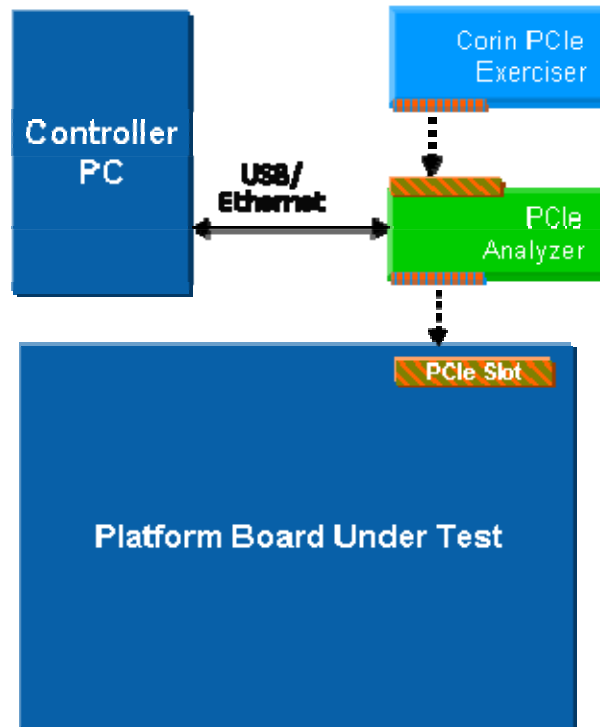 Corin PCIe
Exerciser
Controller
PC
USB/
Ethernet
PCIe
Analyzer
PCIe Slot
Platform Board Under Test